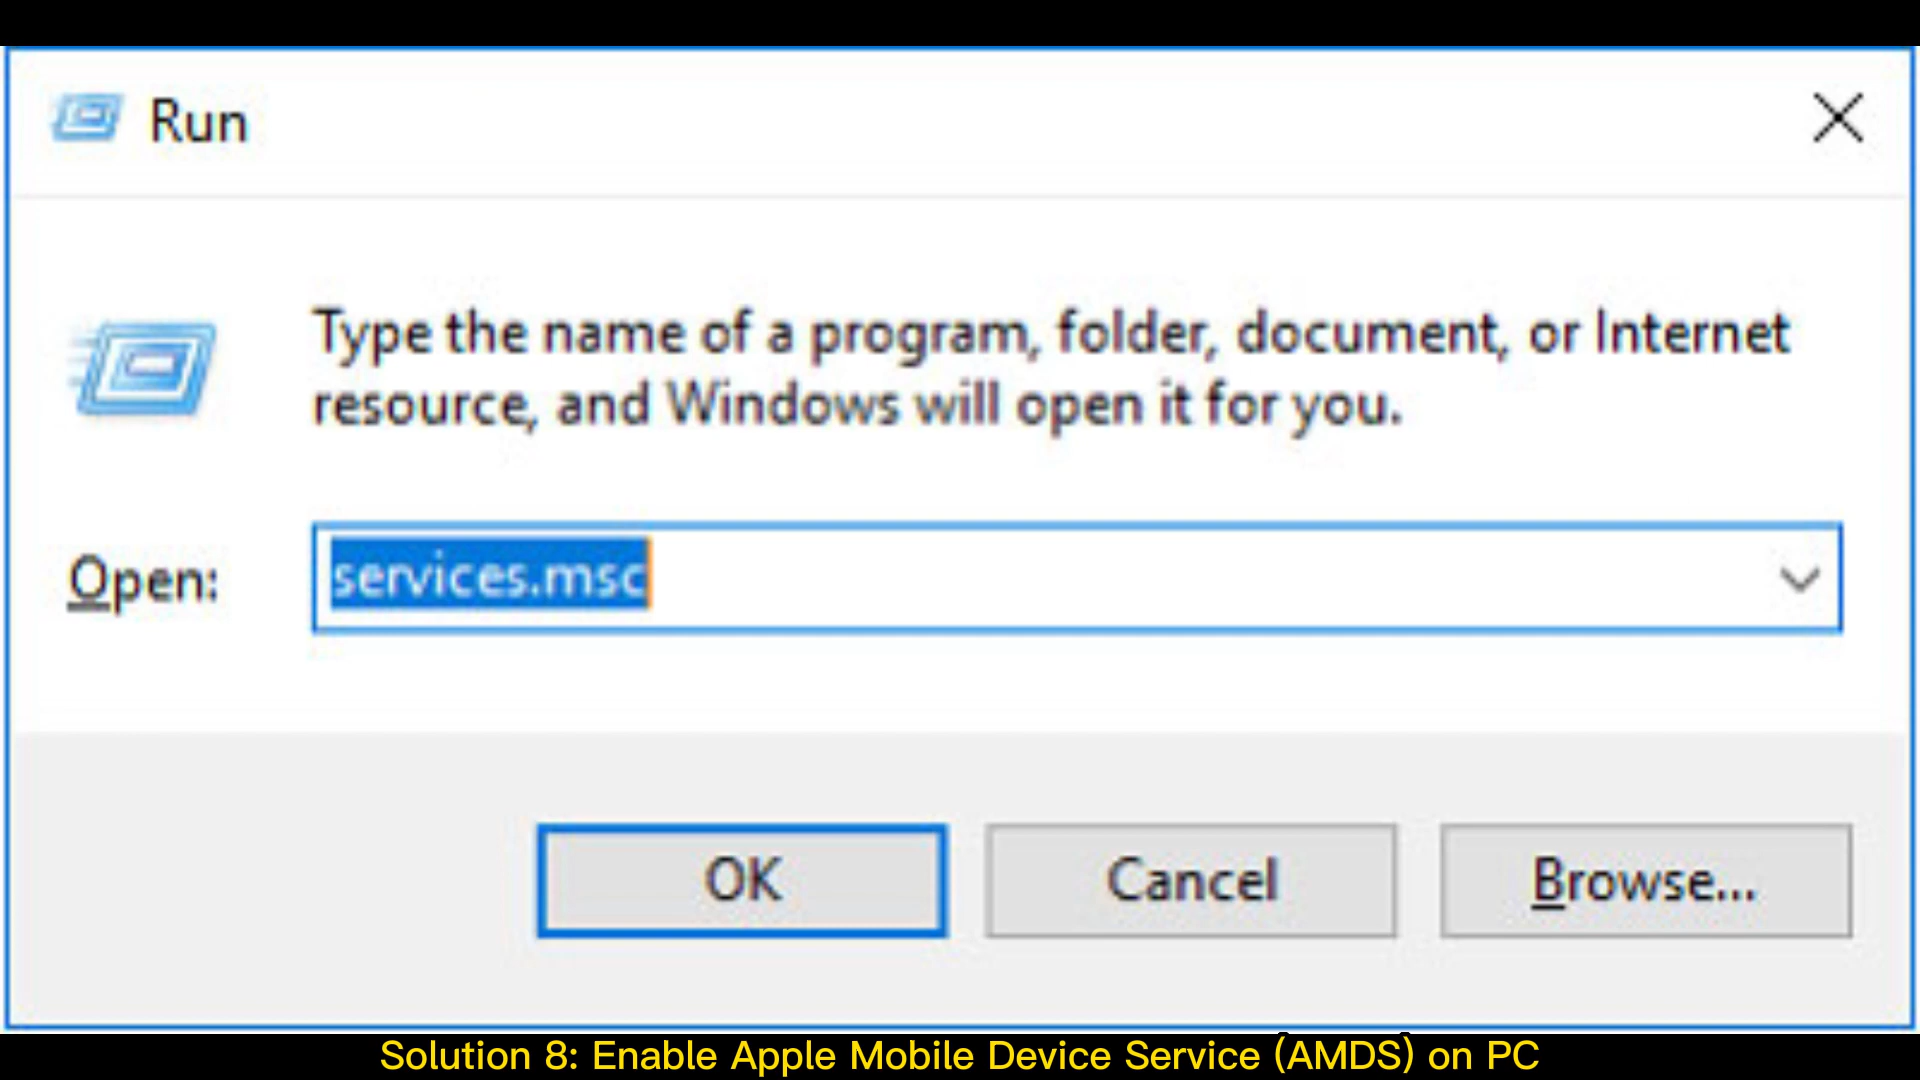 Run
Type the name of a program, folder, document, or Internet
resource, and Windows will open it for you.
Open: services.msc
OK Cancel Browse...
Solution 8: Enable Apple Mobile Device Service (AMDS) on PC